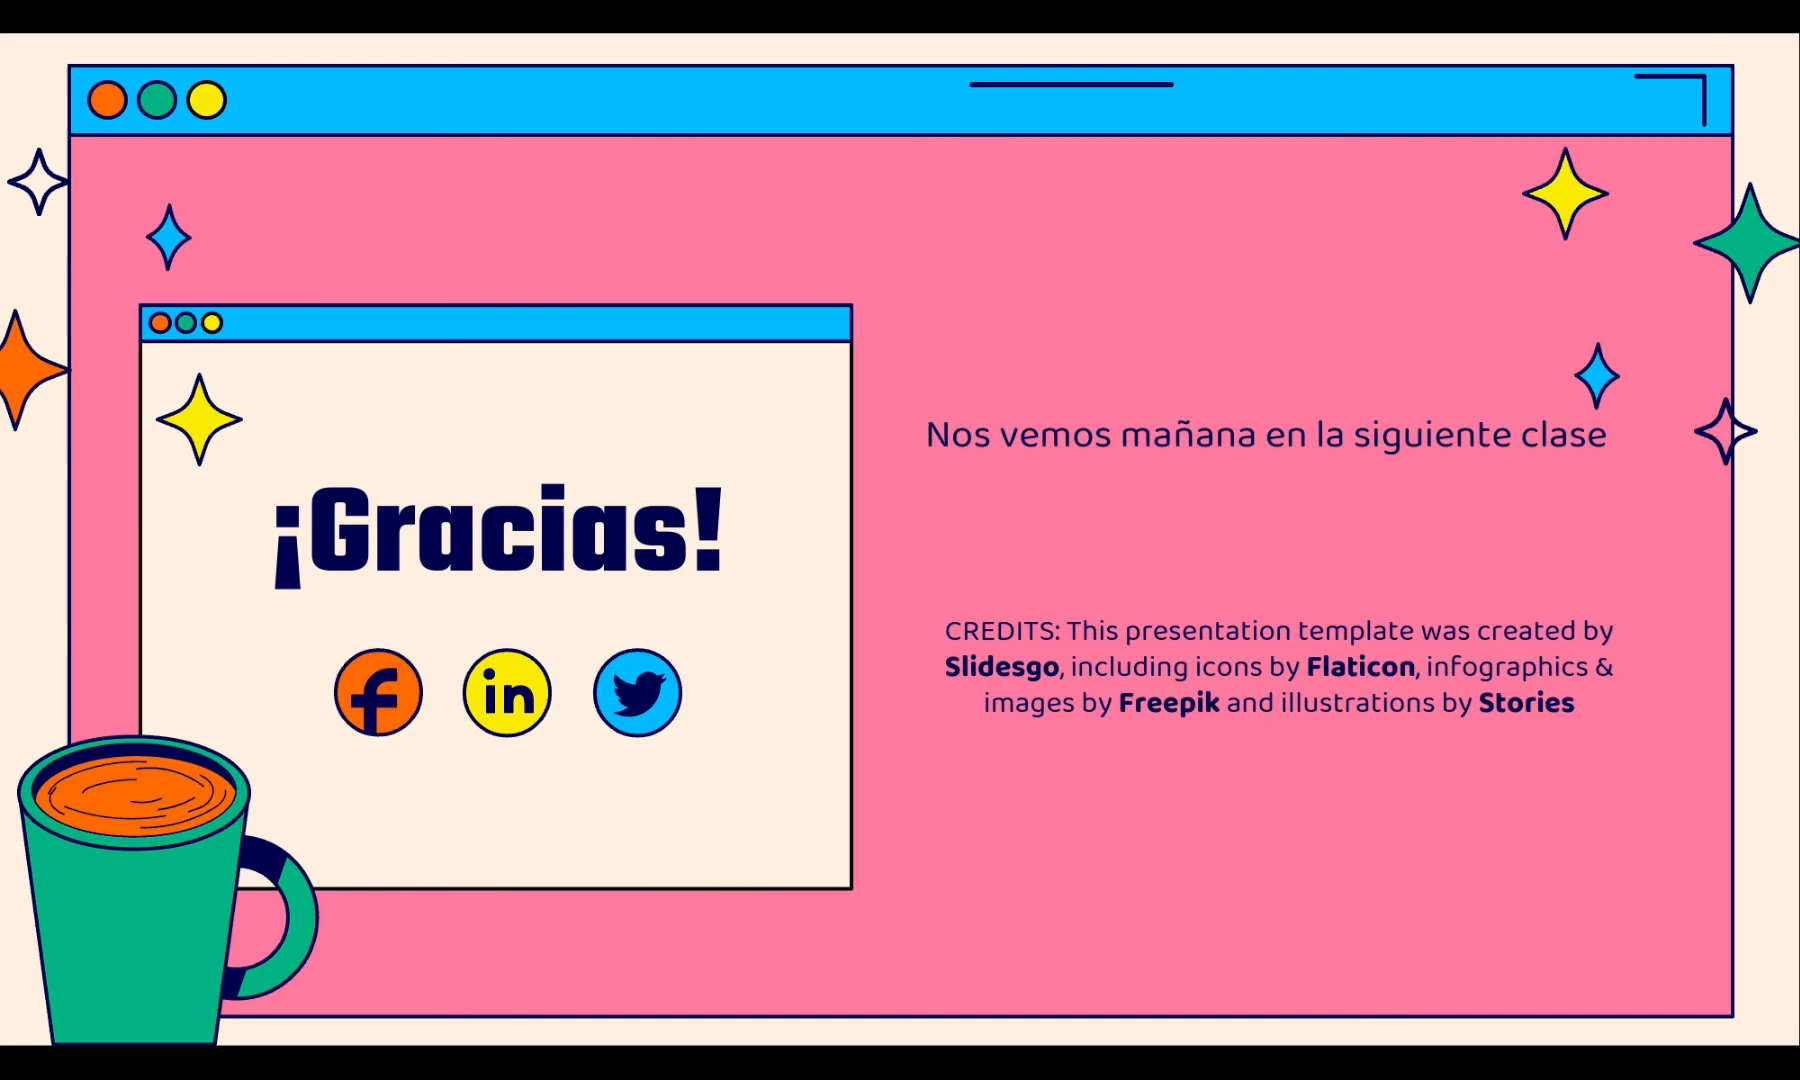 ¡Gracias!
Nos vemos mañana en la siguiente clase
CREDITS: This presentation template was created by
Slidesgo, including icons by Flaticon, infographics &
images by Freepik and illustrations by Stories